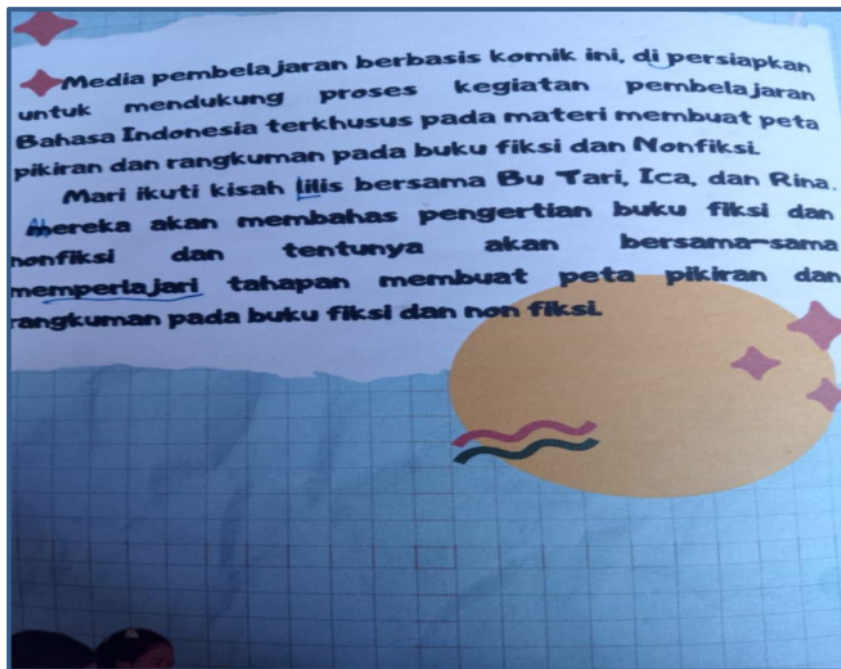 Media pembelajaran berbasis komik ini, di persiapkan
untuk mendukung proses kegiatan pembelajaran
Bahasa Indonesia terkhusus pada materi membuat peta
pikiran dan rangkuman pada buku fiksi dan Nonfiksi.
Mari ikuti kisah lilis bersama Bu Tari, Ica, dan Rina.
mereka akan membahas pengertian buku fiksi dan
nonfiksi dan tentunya akan bersama-sama
memperlajari tahapan membuat peta pikiran dan
rangkuman pada buku fiksi dan non fiksi.